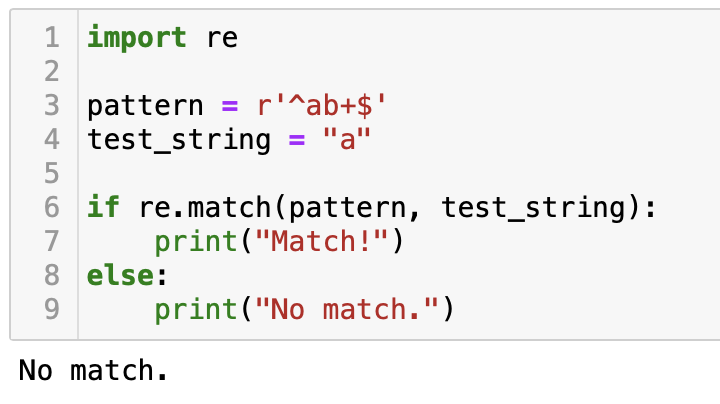 1 import re
2
3 pattern = r'^ab+$'
4 test_string = "a"
5
6 if re.match(pattern, test_string):
7     print("Match!")
8 else:
9     print("No match.")
No match.